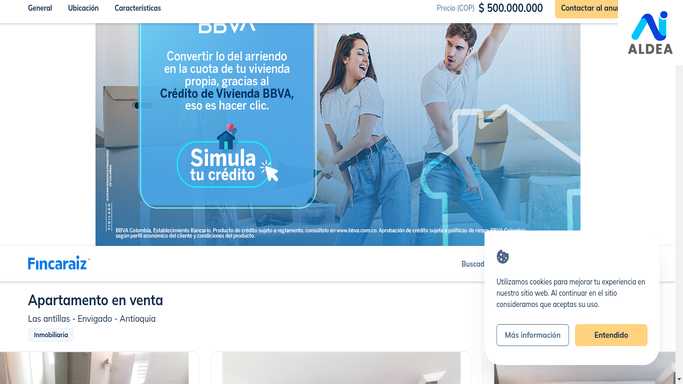 General Ubicación Características Precio (COP) $ 500.000.000
ALDEA
BBVA
Convertir lo del arriendo
en la cuota de tu vivienda
propia, gracias al
Crédito de Vivienda BBVA,
eso es hacer clic.
Simula
tu crédito
BBVA Colombia, Establecimiento Bancario. Producto de crédito sujeto a reglamento, consúltelo en www.bbva.com.co. Aprobación de crédito sujeta a políticas de riesgo BBVA Colombia,
según perfil económico del cliente y condiciones del producto.
Fincaraiz
Apartamento en venta
Las antillas - Envigado - Antioquia
Inmobiliaria
Utilizamos cookies para mejorar tu experiencia en
nuestro sitio web. Al continuar en el sitio
consideramos que aceptas su uso.
Más información Entendido